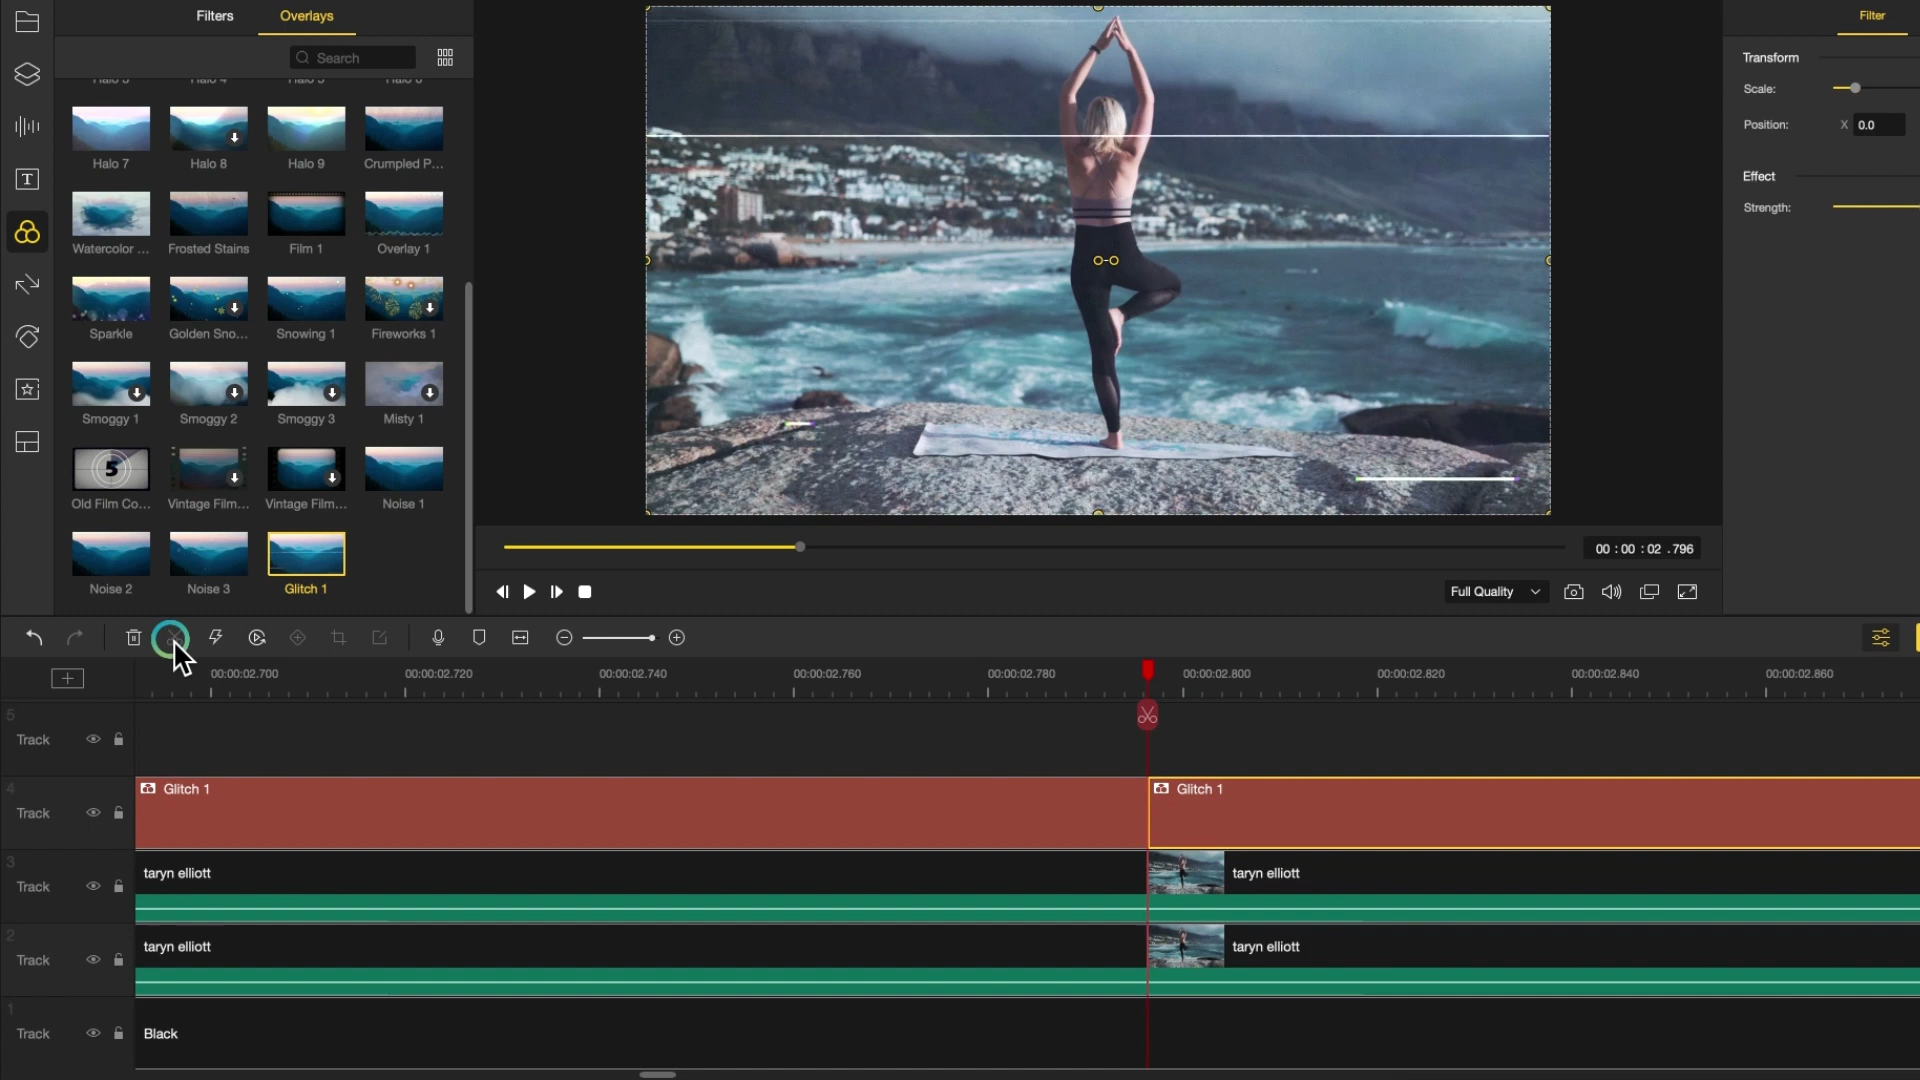 Filters Overlays Filter
Search
Transform
Scale:
Halo 7 Halo 8 Halo 9 Crumpled P...
Position: X 0.0
Effect
Strength:
Watercolor ... Frosted Stains Film 1 Overlay 1
Sparkle Golden Sno... Snowing 1 Fireworks 1
Smoggy 1 Smoggy 2 Smoggy 3 Misty 1
5
Old Film Co... Vintage Film... Vintage Film... Noise 1
00 : 00 : 02 . 796
Noise 2 Noise 3 Glitch 1
Full Quality
00:00:02.700 00:00:02.720 00:00:02.740 00:00:02.760 00:00:02.780 00:00:02.800 00:00:02.820 00:00:02.840 00:00:02.860
5
Track
4
Glitch 1 Glitch 1
Track
3
taryn elliott taryn elliott
Track
2
taryn elliott taryn elliott
Track
1
Track Black